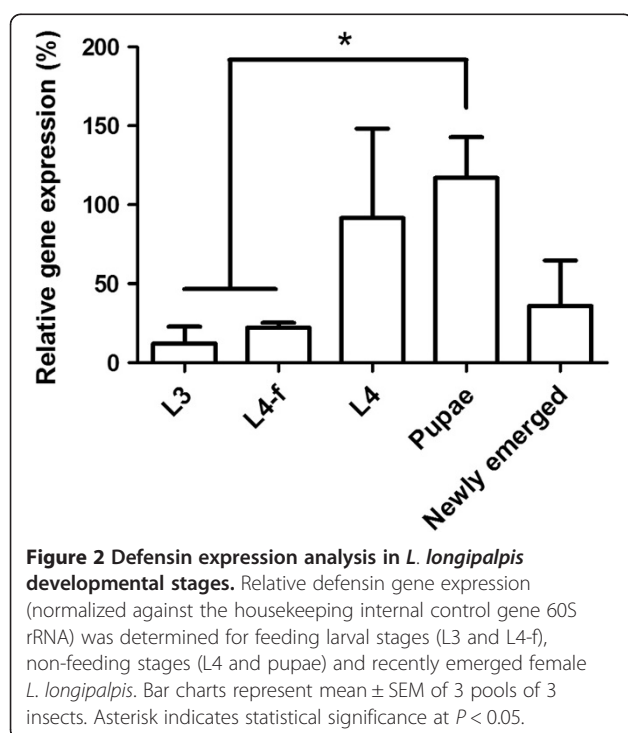 Relative gene expression (%)
200
150
100
50
0
*
L3
L4-f
L4
Pupae
Newly emerged
Figure 2 Defensin expression analysis in L. longipalpis
developmental stages. Relative defensin gene expression
(normalized against the housekeeping internal control gene 60S
rRNA) was determined for feeding larval stages (L3 and L4-f),
non-feeding stages (L4 and pupae) and recently emerged female
L. longipalpis. Bar charts represent mean ± SEM of 3 pools of 3
insects. Asterisk indicates statistical significance at P < 0.05.